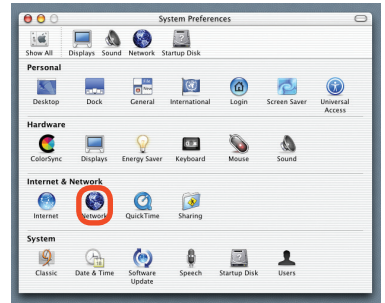 System Preferences
Show All Displays Sound Network Startup Disk
Personal
Desktop Dock General International Login Screen Saver Universal Access
Hardware
ColorSync Displays Energy Saver Keyboard Mouse Sound
Internet & Network
Internet Network QuickTime Sharing
System
Classic Date & Time Software Update Speech Startup Disk Users